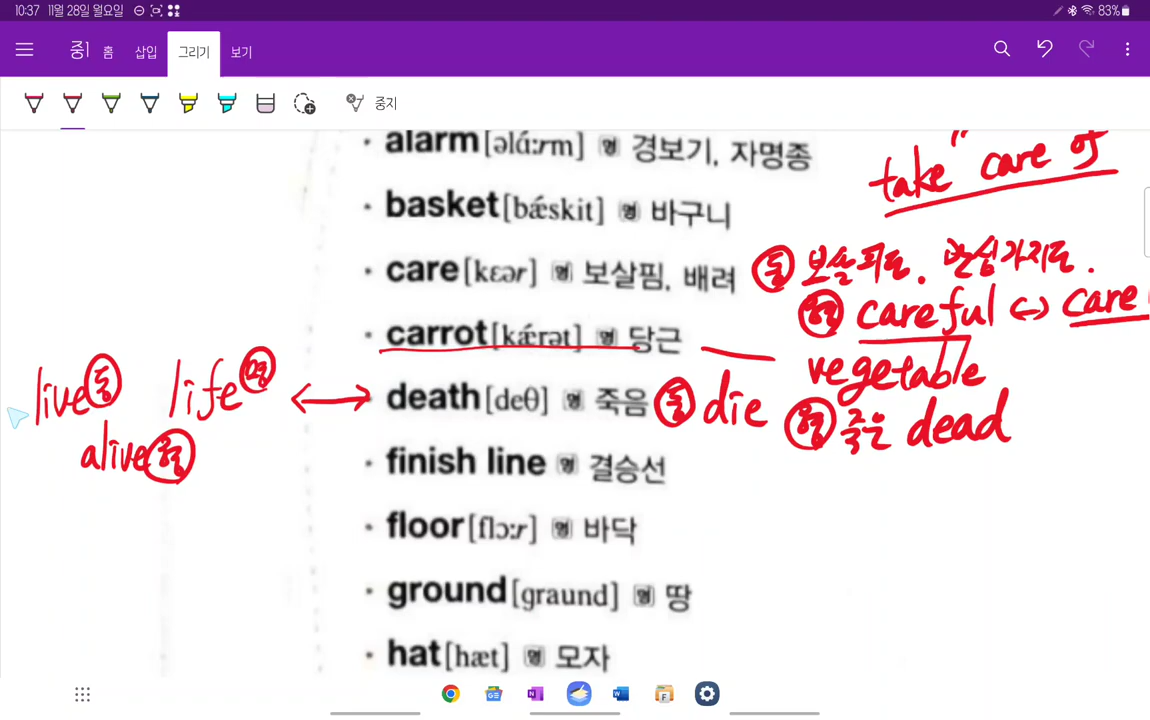 10:37 11월 28일 월요일
83%
중1 홈 삽입 그리기 보기
중지
alarm[əláːrm] 명 경보기, 자명종
take care of
basket[bǽskit] 명 바구니
care[kɛər] 명 보살핌, 배려 동 보살피다. 관심가지다.
형 careful ↔ care
carrot[kǽrət] 명 당근
vegetable
live동 life명 ↔ death[deθ] 명 죽음 동 die 형 죽은 dead
alive형
finish line 명 결승선
floor[flɔːr] 명 바닥
ground[graund] 명 땅
hat[hæt] 명 모자